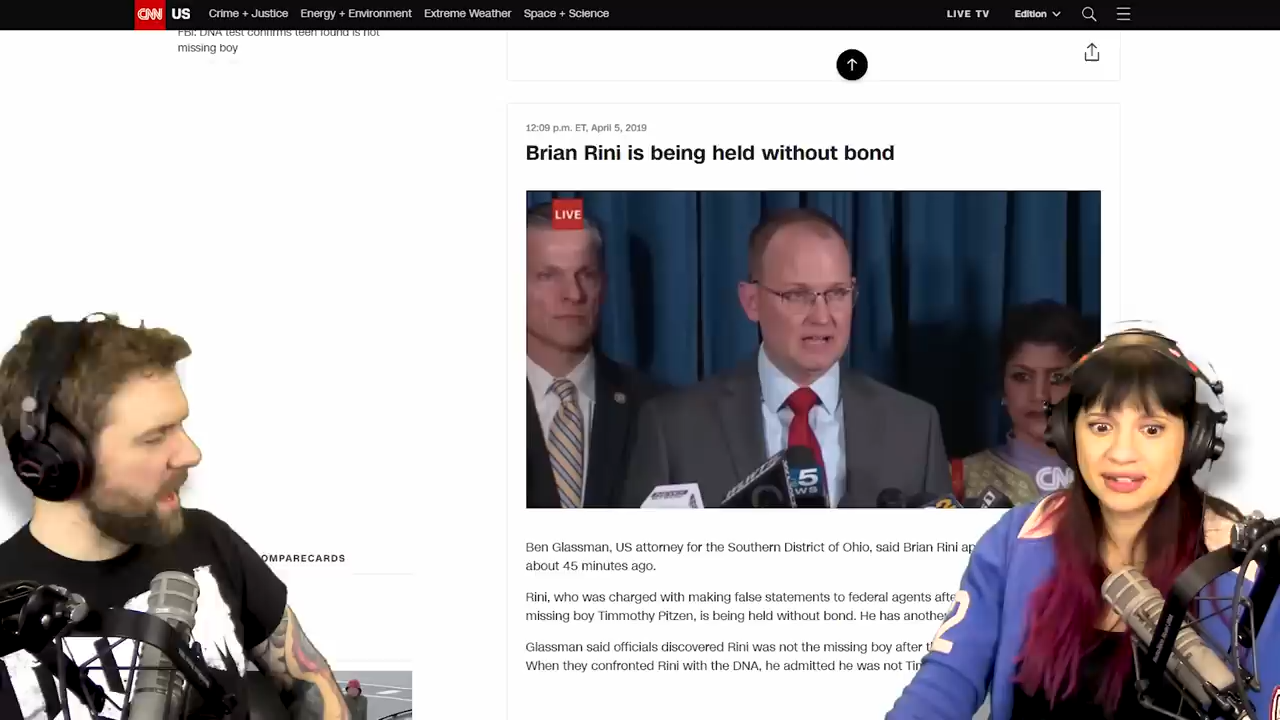 CNN US Crime + Justice Energy + Environment Extreme Weather Space + Science LIVE TV Edition
FBI: DNA test confirms teen found is not
missing boy
12:09 p.m. ET, April 5, 2019
Brian Rini is being held without bond
LIVE
5
CNN
Ben Glassman, US attorney for the Southern District of Ohio, said Brian Rini ap
about 45 minutes ago.
Rini, who was charged with making false statements to federal agents afte
missing boy Timmothy Pitzen, is being held without bond. He has anothe
Glassman said officials discovered Rini was not the missing boy after t
When they confronted Rini with the DNA, he admitted he was not Tim
OMPARECARDS
2